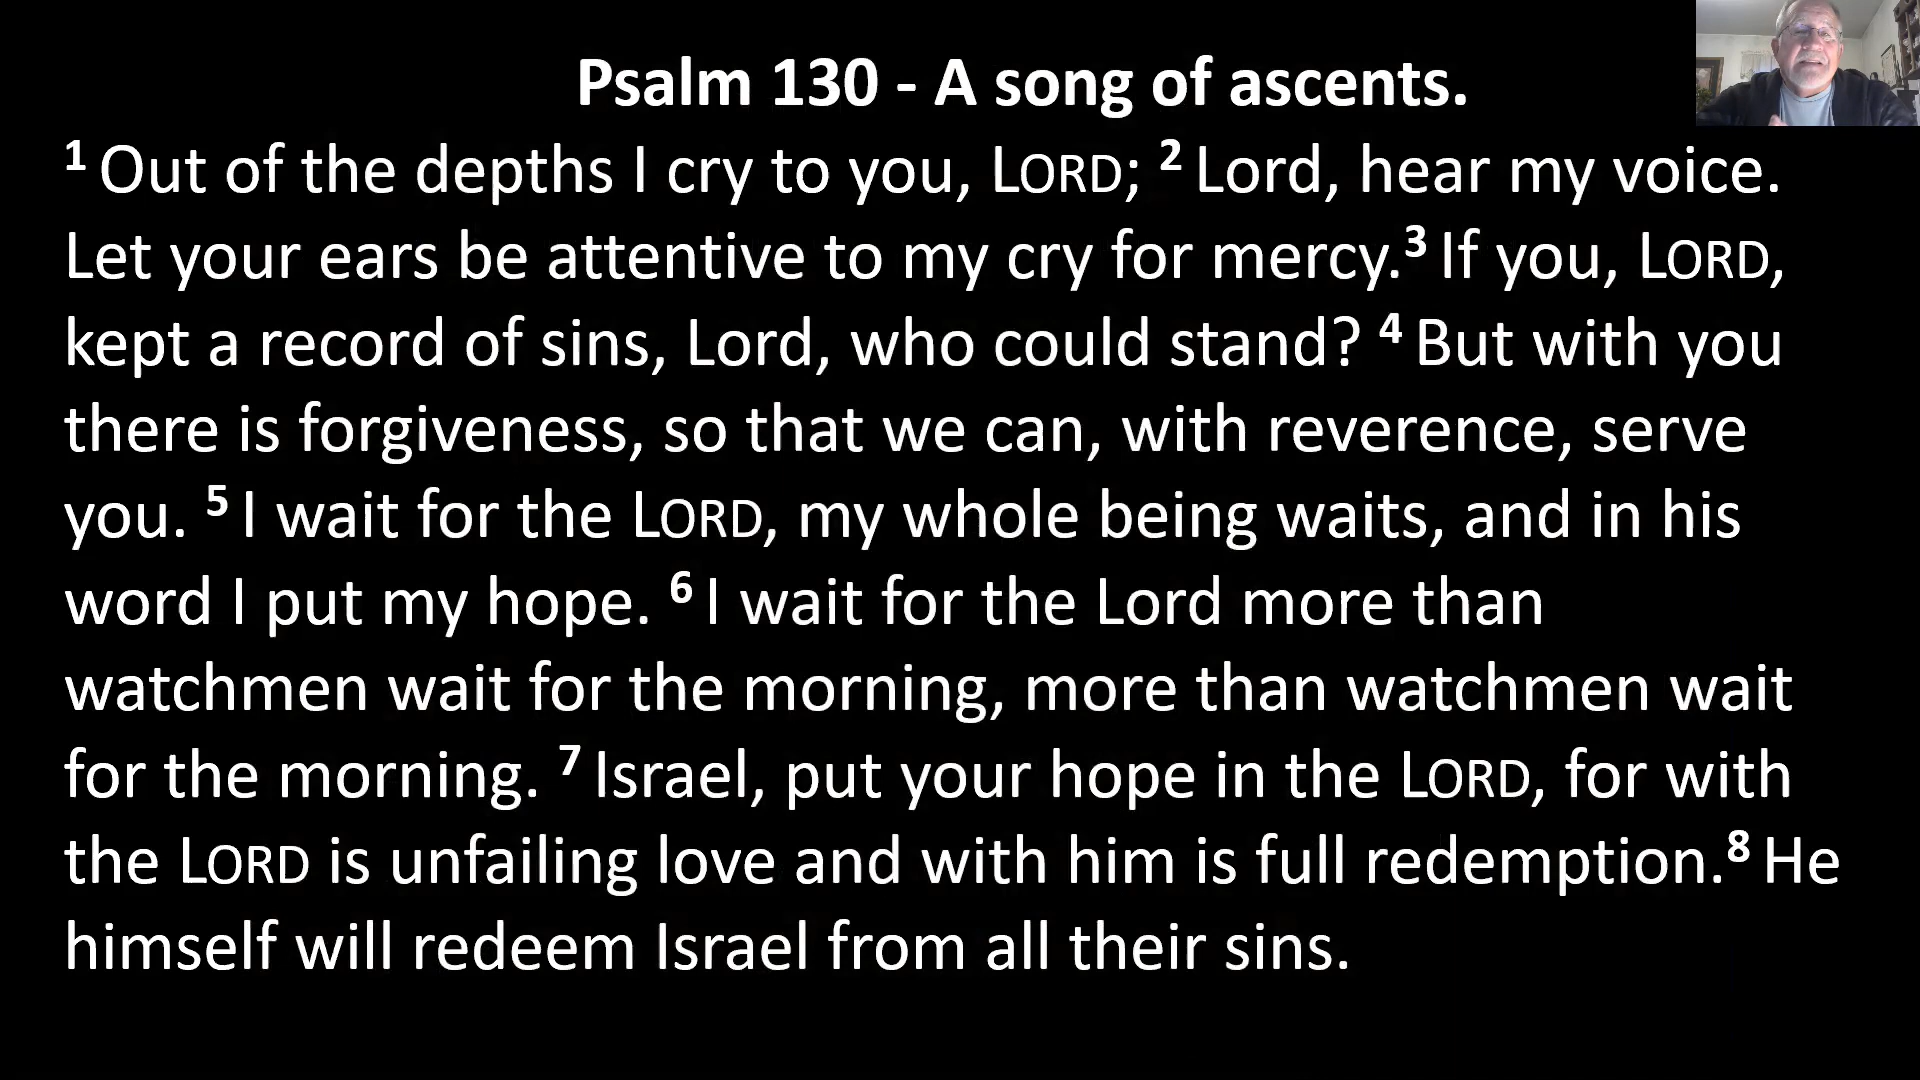 Psalm 130 - A song of ascents.
1 Out of the depths I cry to you, LORD; 2 Lord, hear my voice.
Let your ears be attentive to my cry for mercy.3 If you, LORD,
kept a record of sins, Lord, who could stand? 4 But with you
there is forgiveness, so that we can, with reverence, serve
you. 5 I wait for the LORD, my whole being waits, and in his
word I put my hope. 6 I wait for the Lord more than
watchmen wait for the morning, more than watchmen wait
for the morning. 7 Israel, put your hope in the LORD, for with
the LORD is unfailing love and with him is full redemption.8 He
himself will redeem Israel from all their sins.